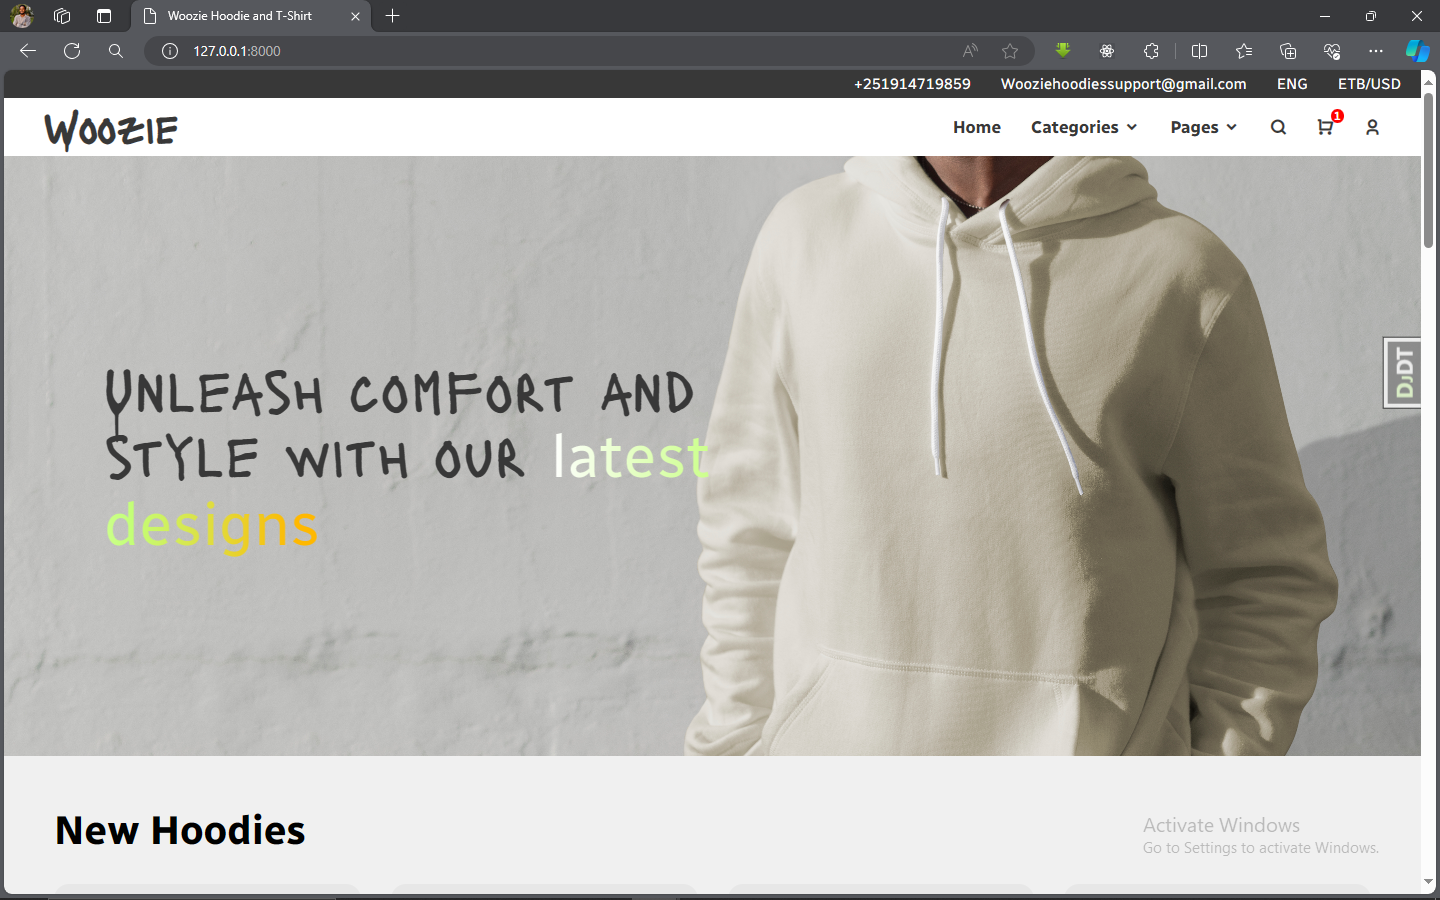 Woozie Hoodie and T-Shirt
127.0.0.1:8000
+251914719859 Wooziehoodiessupport@gmail.com ENG ETB/USD
WOOZIE Home Categories Pages 1
UNLEASH COMFORT AND
STYLE WITH OUR latest
designs
DjDT
New Hoodies
Activate Windows
Go to Settings to activate Windows.